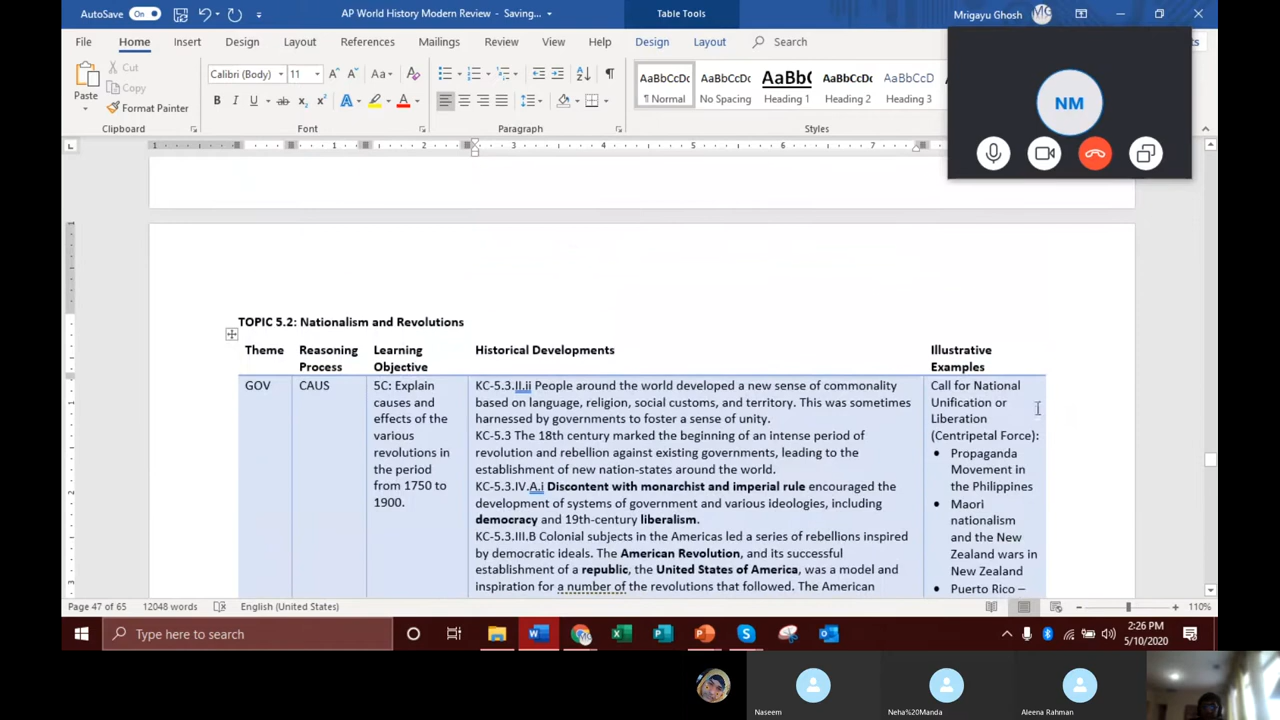 AutoSave On AP World History Modern Review - Saving... Table Tools Mrigayu Ghosh MG
File Home Insert Design Layout References Mailings Review View Help Design Layout Search ts
NM
Paste Cut Copy Format Painter
Calibri (Body) 11 A A Aa A
B I U ab x x A A
AaBbCcDc AaBbCcDc AaBbC AaBbCcDc AaBbCcD
¶ Normal No Spacing Heading 1 Heading 2 Heading 3
Clipboard Font Paragraph Styles
1 1 2 3 4 5 6 7
TOPIC 5.2: Nationalism and Revolutions
Theme
Reasoning
Process
Learning
Objective
Historical Developments
Illustrative
Examples
GOV
CAUS
5C: Explain
causes and
effects of the
various
revolutions in
the period
from 1750 to
1900.
KC-5.3.II.ii People around the world developed a new sense of commonality
based on language, religion, social customs, and territory. This was sometimes
harnessed by governments to foster a sense of unity.
KC-5.3 The 18th century marked the beginning of an intense period of
revolution and rebellion against existing governments, leading to the
establishment of new nation-states around the world.
KC-5.3.IV.A.i Discontent with monarchist and imperial rule encouraged the
development of systems of government and various ideologies, including
democracy and 19th-century liberalism.
KC-5.3.III.B Colonial subjects in the Americas led a series of rebellions inspired
by democratic ideals. The American Revolution, and its successful
establishment of a republic, the United States of America, was a model and
inspiration for a number of the revolutions that followed. The American
Call for National
Unification or
Liberation
(Centripetal Force):
• Propaganda
Movement in
the Philippines
• Maori
nationalism
and the New
Zealand wars in
New Zealand
• Puerto Rico –
Page 47 of 65 12048 words English (United States) 110%
Type here to search
2:26 PM
5/10/2020
Naseem Neha%20Manda Aleena Rahman